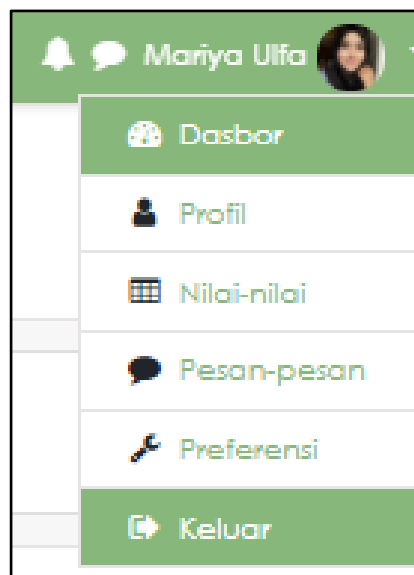 Mariya Ulfa
Dasbor
Profil
Nilai-nilai
Pesan-pesan
Preferensi
Keluar